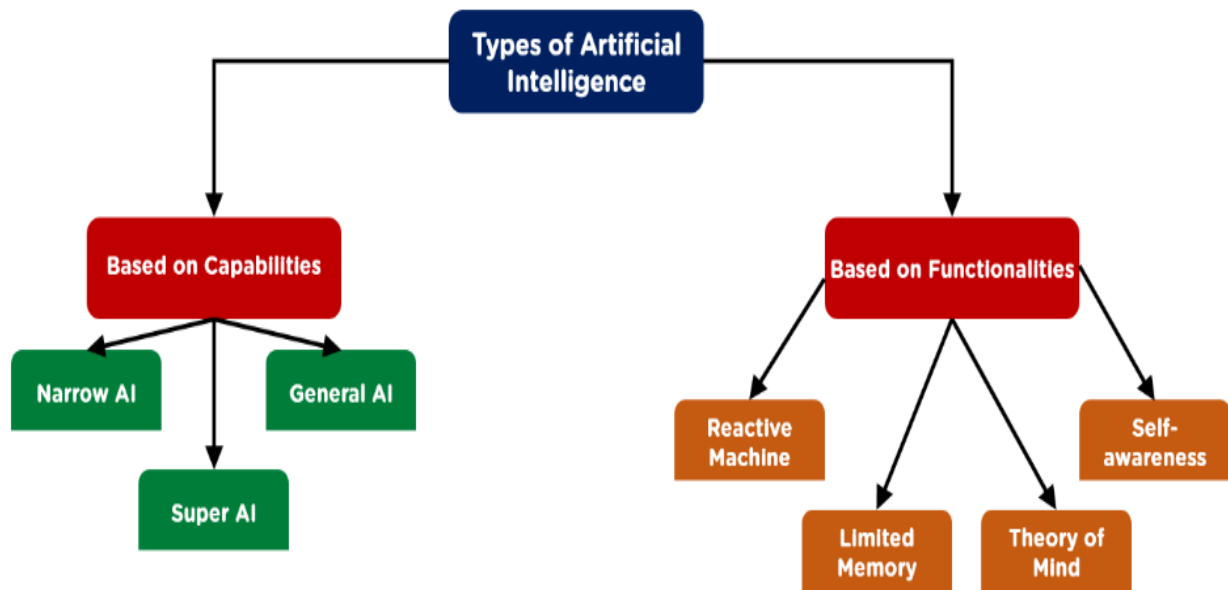 Types of Artificial
Intelligence
Based on Capabilities
Based on Functionalities
Narrow AI
General AI
Super AI
Reactive
Machine
Self-
awareness
Limited
Memory
Theory of
Mind